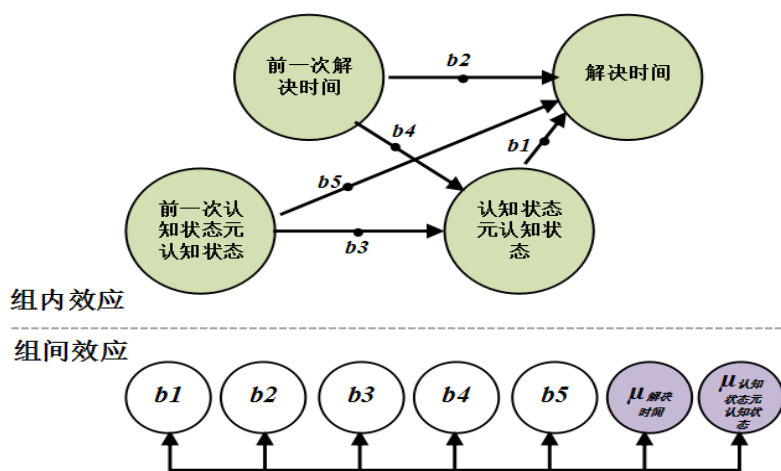 前一次解
决时间
b2
解决时间
b4
b1
b5
前一次认
知状态元
认知状态
b3
认知状态
元认知状
态
组内效应
组间效应
b1
b2
b3
b4
b5
μ解决
时间
μ认知
状态元
认知状
态